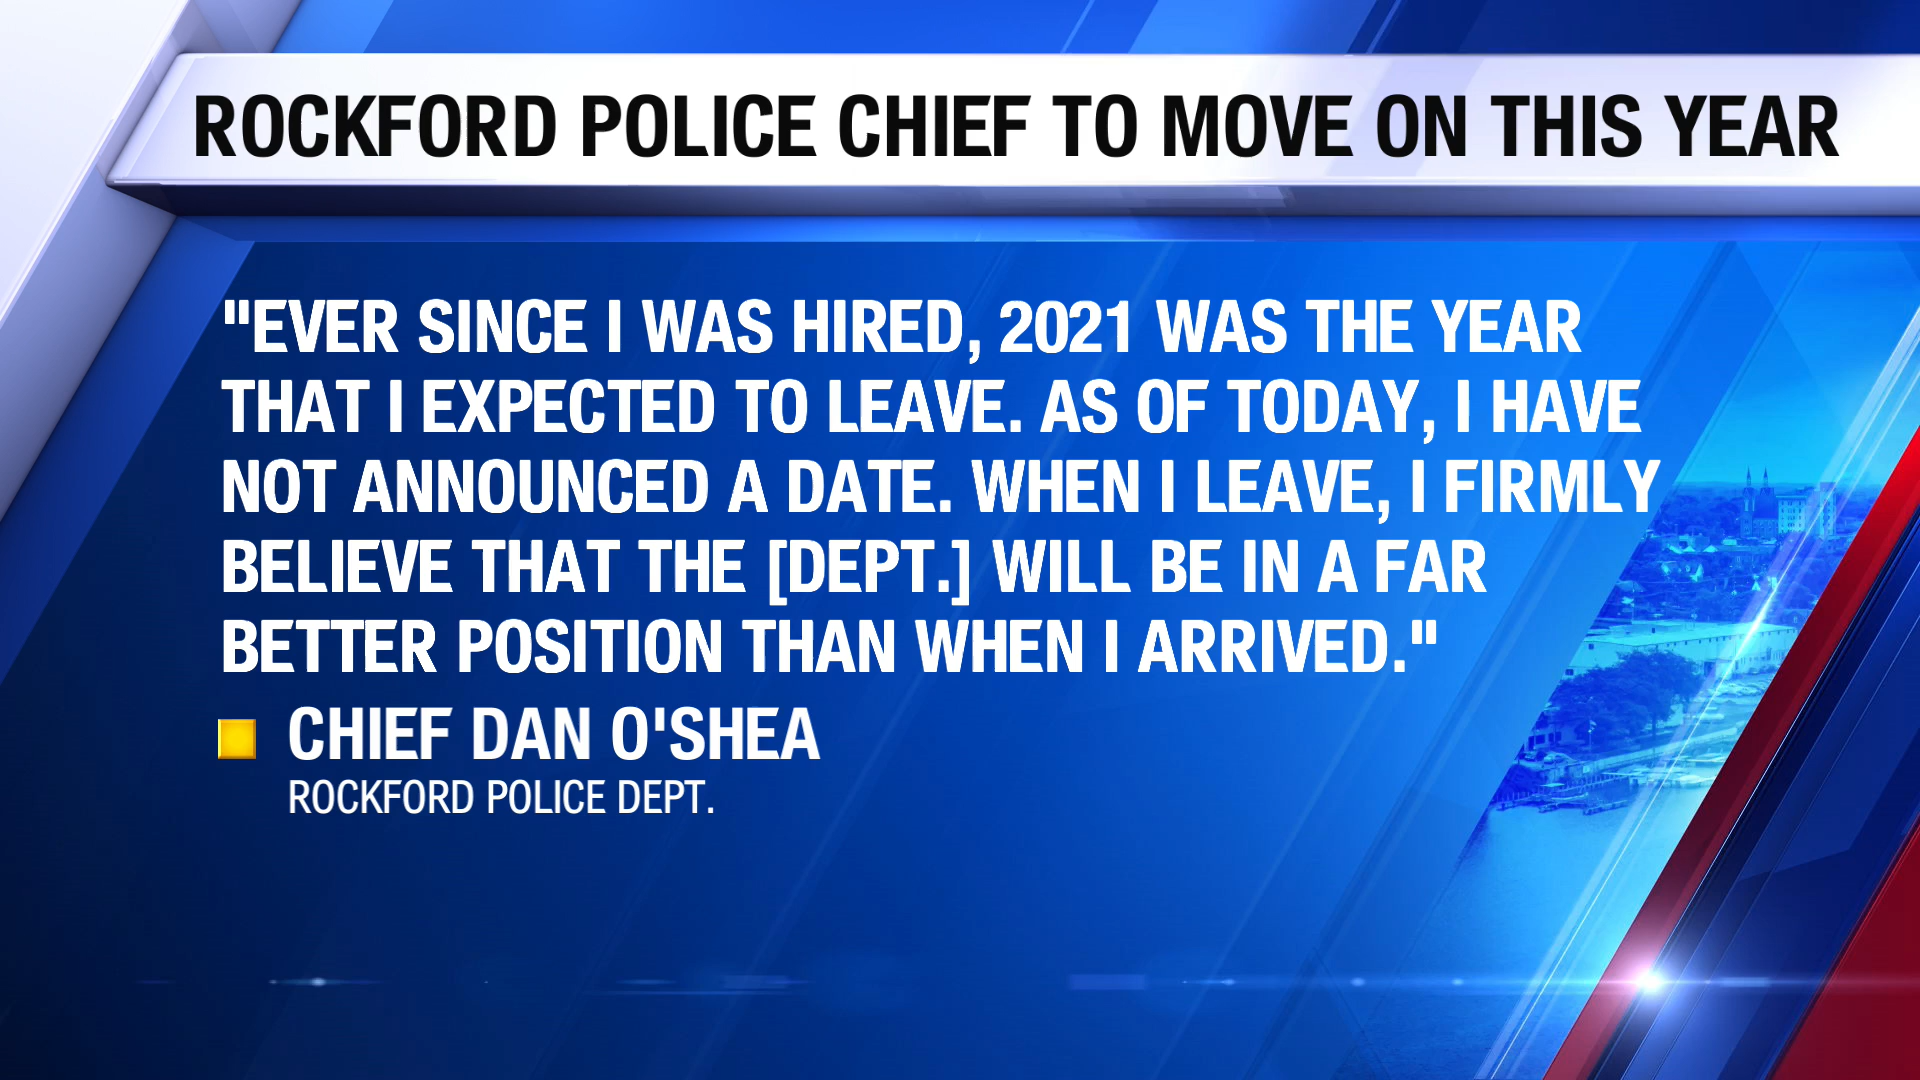 ROCKFORD POLICE CHIEF TO MOVE ON THIS YEAR
"EVER SINCE I WAS HIRED, 2021 WAS THE YEAR
THAT I EXPECTED TO LEAVE. AS OF TODAY, I HAVE
NOT ANNOUNCED A DATE. WHEN I LEAVE, I FIRMLY
BELIEVE THAT THE [DEPT.] WILL BE IN A FAR
BETTER POSITION THAN WHEN I ARRIVED."
CHIEF DAN O'SHEA
ROCKFORD POLICE DEPT.